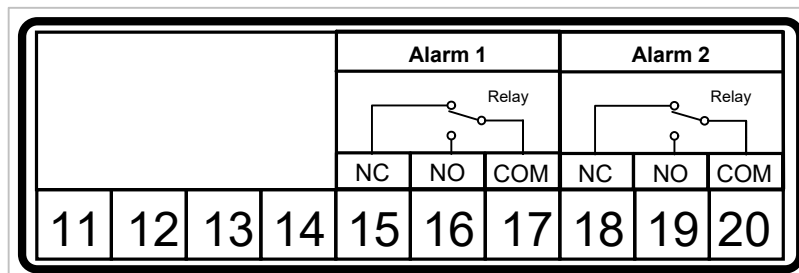 Alarm 1 Alarm 2
Relay Relay
NC NO COM NC NO COM
11 12 13 14 15 16 17 18 19 20